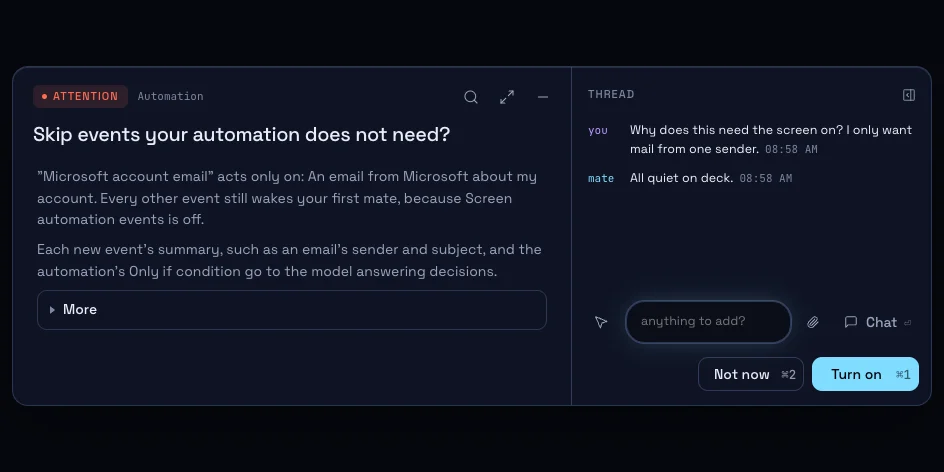 ATTENTION Automation
Skip events your automation does not need?
"Microsoft account email" acts only on: An email from Microsoft about my
account. Every other event still wakes your first mate, because Screen
automation events is off.
Each new event's summary, such as an email's sender and subject, and the
automation's Only if condition go to the model answering decisions.
More
THREAD
you Why does this need the screen on? I only want
mail from one sender. 08:58 AM
mate All quiet on deck. 08:58 AM
anything to add?
Chat ⏎
Not now ⌘2
Turn on ⌘1